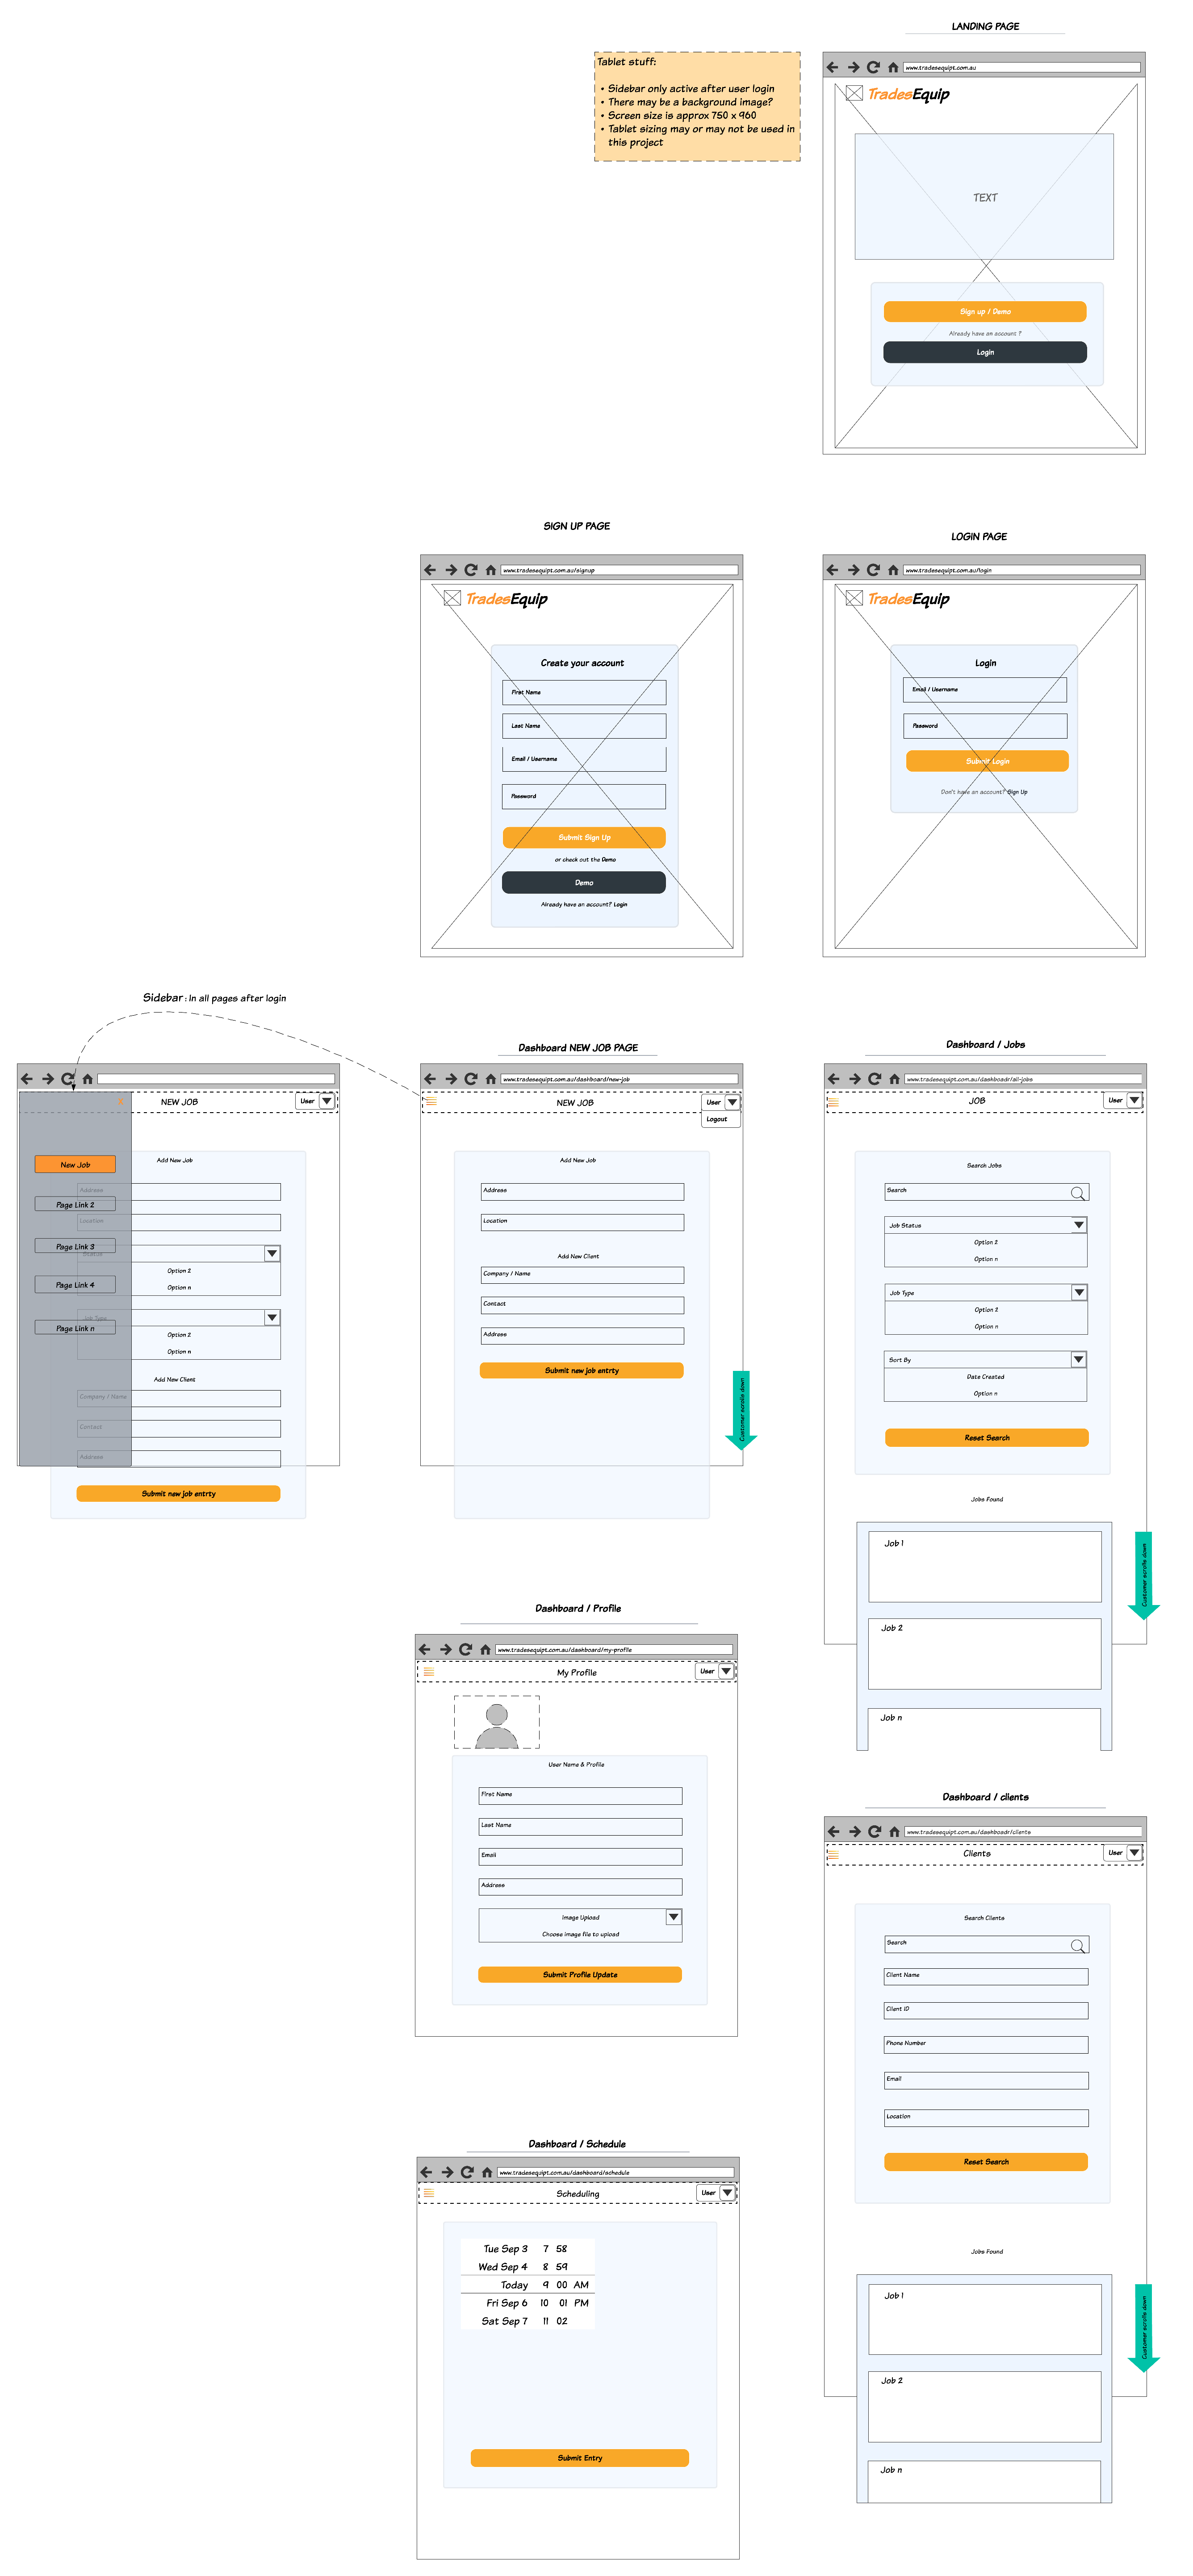 LANDING PAGE
Tablet stuff:
• Sidebar only active after user login
• There may be a background image?
• Screen size is approx 750 x 960
• Tablet sizing may or may not be used in
this project
www.tradesequipt.com.au
TradesEquip
TEXT
Sign up / Demo
Already have an account ?
Login
SIGN UP PAGE
www.tradesequipt.com.au/signup
TradesEquip
Create your account
First Name
Last Name
Email / Username
Password
Submit Sign Up
or check out the Demo
Demo
Already have an account? Login
LOGIN PAGE
www.tradesequipt.com.au/login
TradesEquip
Login
Email / Username
Password
Submit Login
Don't have an account? Sign Up
Sidebar : In all pages after login
NEW JOB
User
New Job
Page Link 2
Page Link 3
Page Link 4
Page Link n
Add New Job
Address
Location
Status
Option 2
Option n
Job Type
Option 2
Option n
Add New Client
Company / Name
Contact
Address
Submit new job entrty
Dashboard NEW JOB PAGE
www.tradesequipt.com.au/dashboard/new-job
NEW JOB
User
Logout
Add New Job
Address
Location
Add New Client
Company / Name
Contact
Address
Submit new job entrty
Customer scrolls down
Dashboard / Jobs
www.tradesequipt.com.au/dashboadr/all-jobs
JOB
User
Search Jobs
Search
Job Status
Option 2
Option n
Job Type
Option 2
Option n
Sort By
Date Created
Option n
Reset Search
Jobs Found
Job 1
Job 2
Job n
Customer scrolls down
Dashboard / Profile
www.tradesequipt.com.au/dashboard/my-profile
My Profile
User
User Name & Profile
First Name
Last Name
Email
Address
Image Upload
Choose image file to upload
Submit Profile Update
Dashboard / clients
www.tradesequipt.com.au/dashboadr/clients
Clients
User
Search Clients
Search
Client Name
Client ID
Phone Number
Email
Location
Reset Search
Jobs Found
Job 1
Job 2
Job n
Customer scrolls down
Dashboard / Schedule
www.tradesequipt.com.au/dashboard/schedule
Scheduling
User
Tue Sep 3 7 58
Wed Sep 4 8 59
Today 9 00 AM
Fri Sep 6 10 01 PM
Sat Sep 7 11 02
Submit Entry